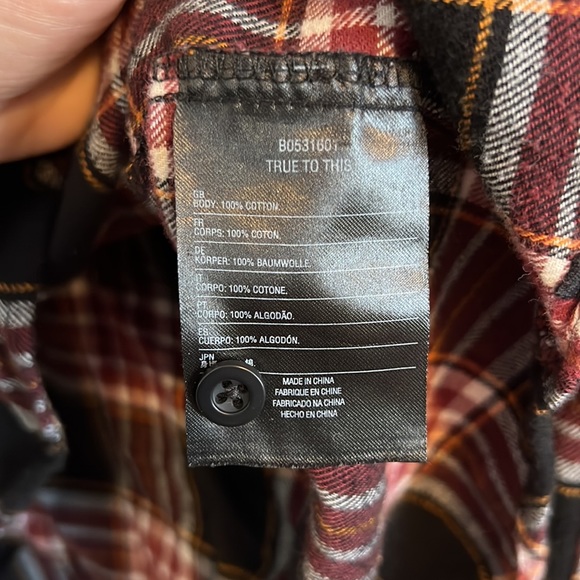 B0531601
TRUE TO THIS
GB
BODY: 100% COTTON.
FR
CORPS: 100% COTON.
DE
KÖRPER: 100% BAUMWOLLE.
IT
CORPO: 100% COTONE.
PT
CORPO: 100% ALGODÃO.
ES
CUERPO: 100% ALGODÓN.
JPN
MADE IN CHINA
FABRIQUE EN CHINE
FABRICADO NA CHINA
HECHO EN CHINA